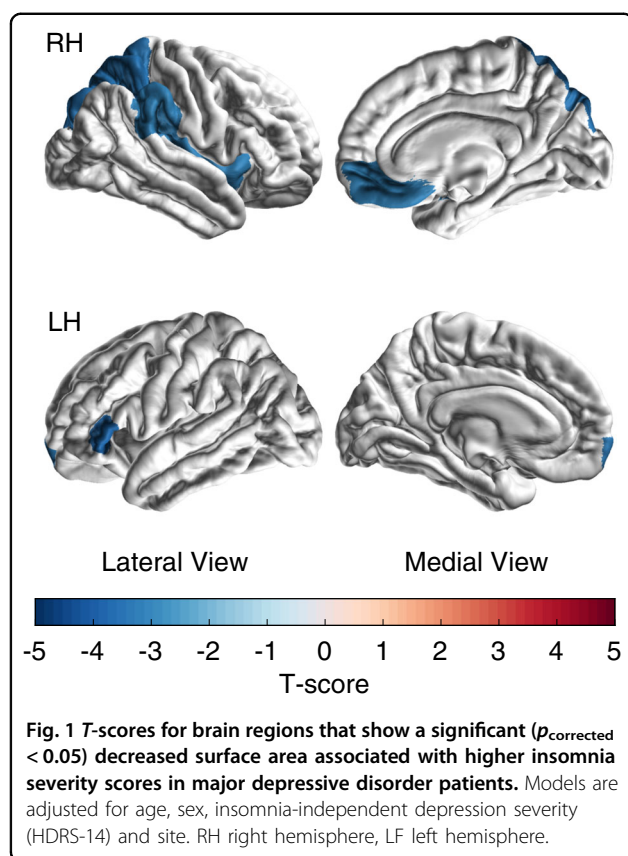 RH
LH
Lateral View Medial View
-5 -4 -3 -2 -1 0 1 2 3 4 5
T-score
Fig. 1 T-scores for brain regions that show a significant (pcorrected
< 0.05) decreased surface area associated with higher insomnia
severity scores in major depressive disorder patients. Models are
adjusted for age, sex, insomnia-independent depression severity
(HDRS-14) and site. RH right hemisphere, LF left hemisphere.